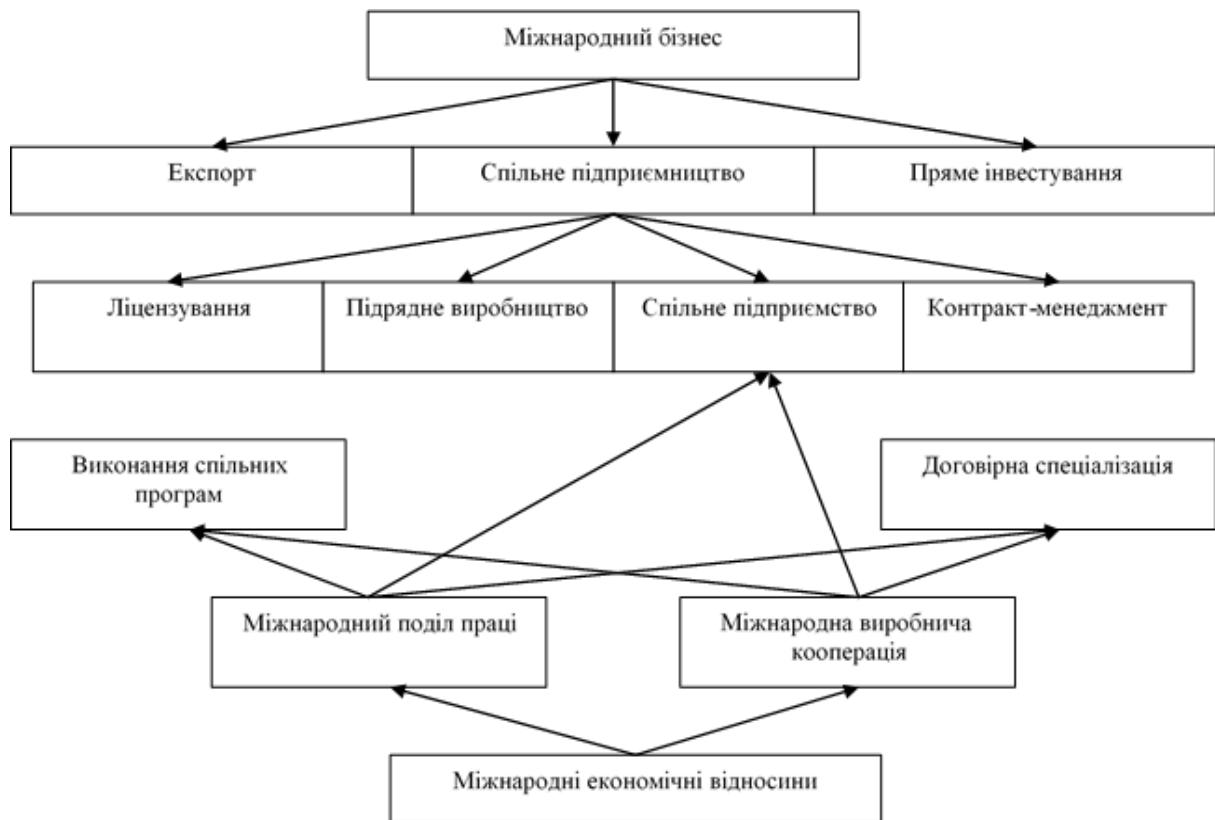 Міжнародний бізнес
Експорт
Спільне підприємництво
Пряме інвестування
Ліцензування
Підрядне виробництво
Спільне підприємство
Контракт-менеджмент
Виконання спільних
програм
Договірна спеціалізація
Міжнародний поділ праці
Міжнародна виробнича
кооперація
Міжнародні економічні відносини